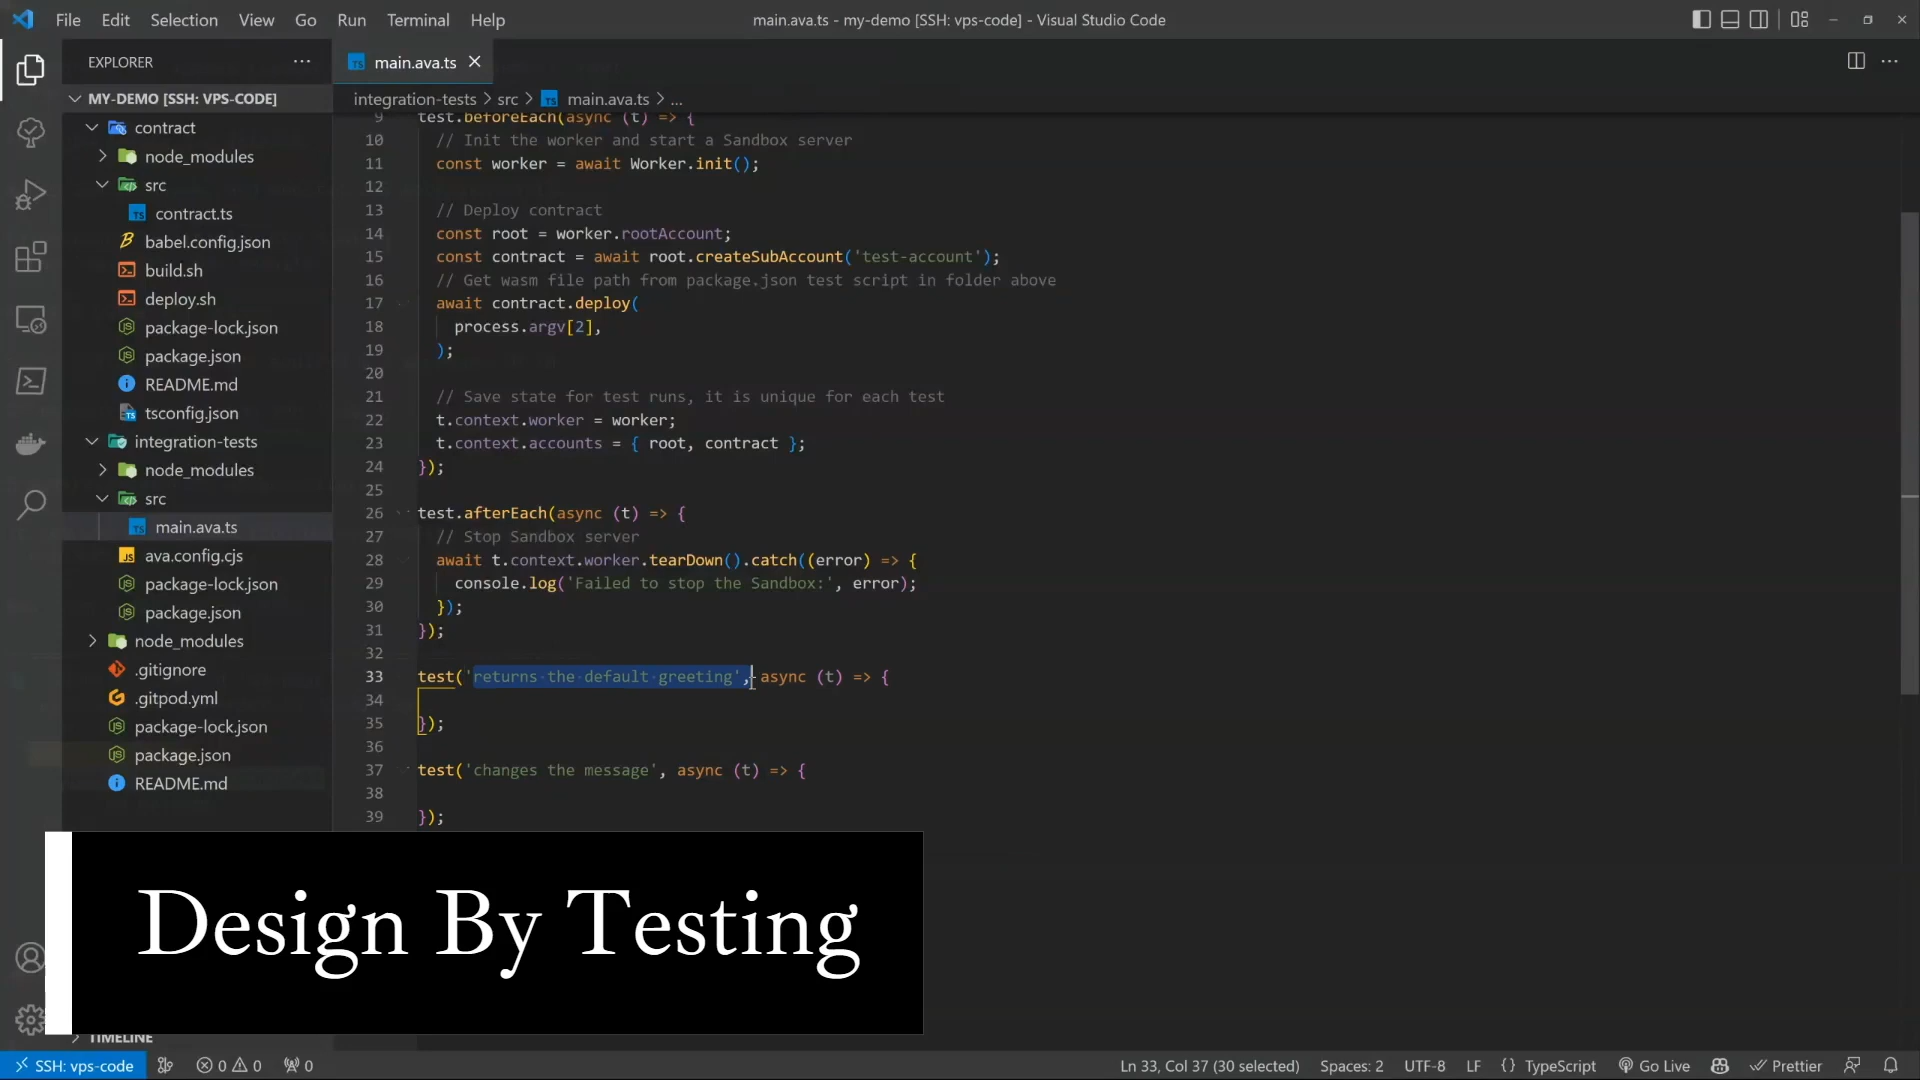 File Edit Selection View Go Run Terminal Help
main.ava.ts - my-demo [SSH: vps-code] - Visual Studio Code
EXPLORER
MY-DEMO [SSH: VPS-CODE]
contract
node_modules
src
contract.ts
babel.config.json
build.sh
deploy.sh
package-lock.json
package.json
README.md
tsconfig.json
integration-tests
node_modules
src
main.ava.ts
ava.config.cjs
package-lock.json
package.json
node_modules
.gitignore
.gitpod.yml
package-lock.json
package.json
README.md
TIMELINE
main.ava.ts
integration-tests > src > main.ava.ts > ...
9 test.beforeEach(async (t) => {
10 // Init the worker and start a Sandbox server
11 const worker = await Worker.init();
12
13 // Deploy contract
14 const root = worker.rootAccount;
15 const contract = await root.createSubAccount('test-account');
16 // Get wasm file path from package.json test script in folder above
17 await contract.deploy(
18 process.argv[2],
19 );
20
21 // Save state for test runs, it is unique for each test
22 t.context.worker = worker;
23 t.context.accounts = { root, contract };
24 });
25
26 test.afterEach(async (t) => {
27 // Stop Sandbox server
28 await t.context.worker.tearDown().catch((error) => {
29 console.log('Failed to stop the Sandbox:', error);
30 });
31 });
32
33 test('returns the default greeting', async (t) => {
34
35 });
36
37 test('changes the message', async (t) => {
38
39 });
Design By Testing
SSH: vps-code
0 0 0
Ln 33, Col 37 (30 selected) Spaces: 2 UTF-8 LF {} TypeScript Go Live Prettier